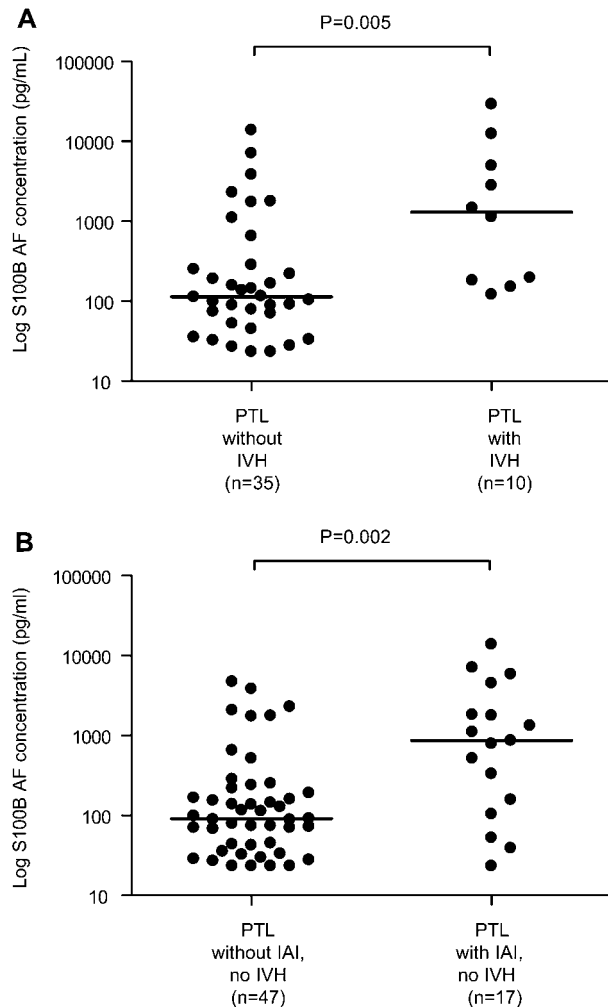 A
P=0.005
Log S100B AF concentration (pg/mL)
100000
10000
1000
100
10
PTL
without
IVH
(n=35)
PTL
with
IVH
(n=10)
B
P=0.002
Log S100B AF concentration (pg/ml)
100000
10000
1000
100
10
PTL
without IAI,
no IVH
(n=47)
PTL
with IAI,
no IVH
(n=17)